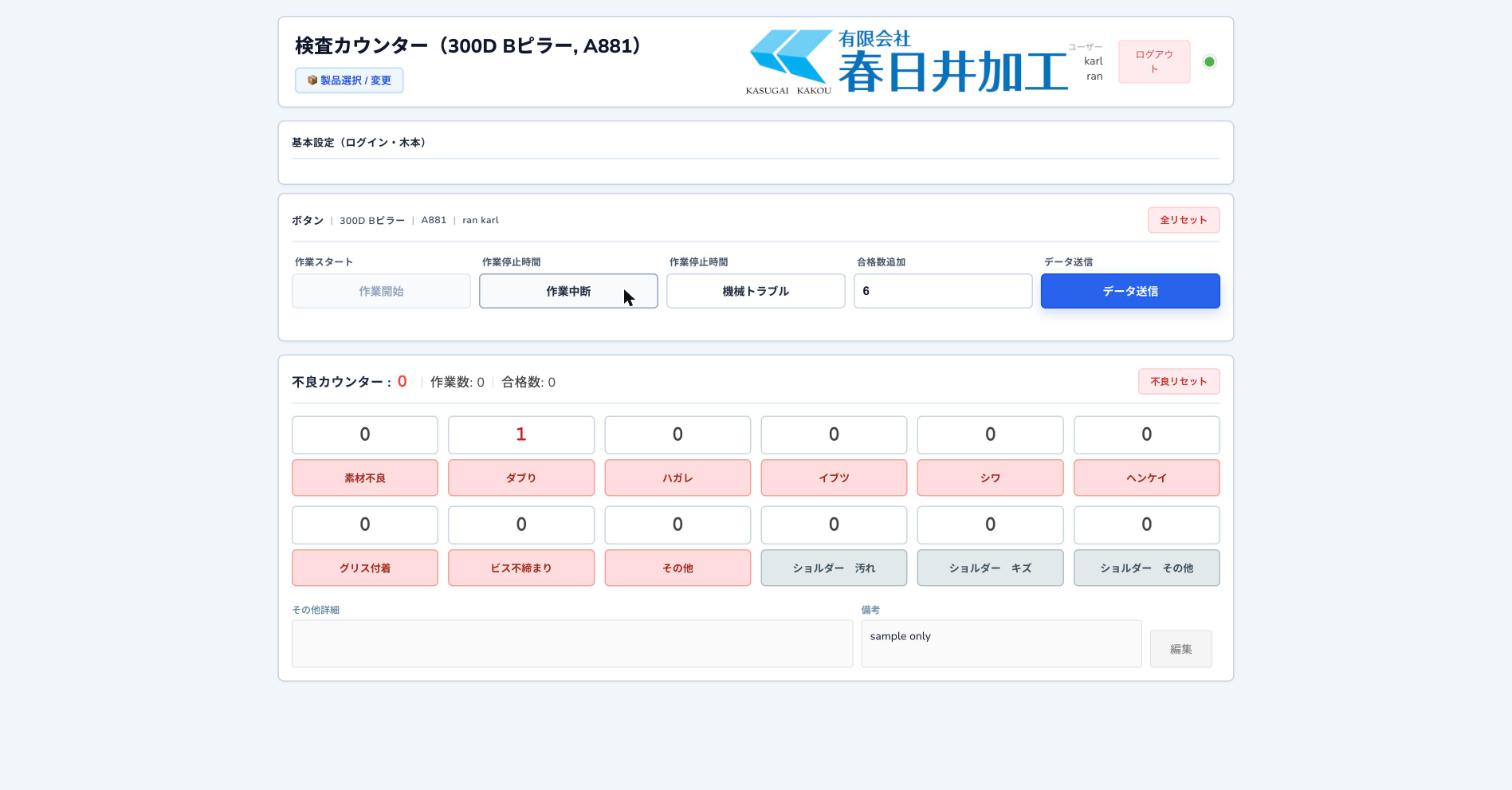 検査カウンター（300D Bピラー, A881）
📦 製品選択 / 変更
KASUGAI KAKOU
有限会社
春日井加工
ユーザー
karl
ran
ログアウ
ト
基本設定（ログイン・木本）
ボタン | 300D Bピラー | A881 | ran karl
全リセット
作業スタート 作業停止時間 作業停止時間 合格数追加 データ送信
作業開始 作業中断 機械トラブル 6 データ送信
不良カウンター : 0 | 作業数: 0 | 合格数: 0
不良リセット
0 1 0 0 0 0
素材不良 ダブり ハガレ イブツ シワ ヘンケイ
0 0 0 0 0 0
グリス付着 ビス不締まり その他 ショルダー　汚れ ショルダー　キズ ショルダー　その他
その他詳細 備考
sample only
編集